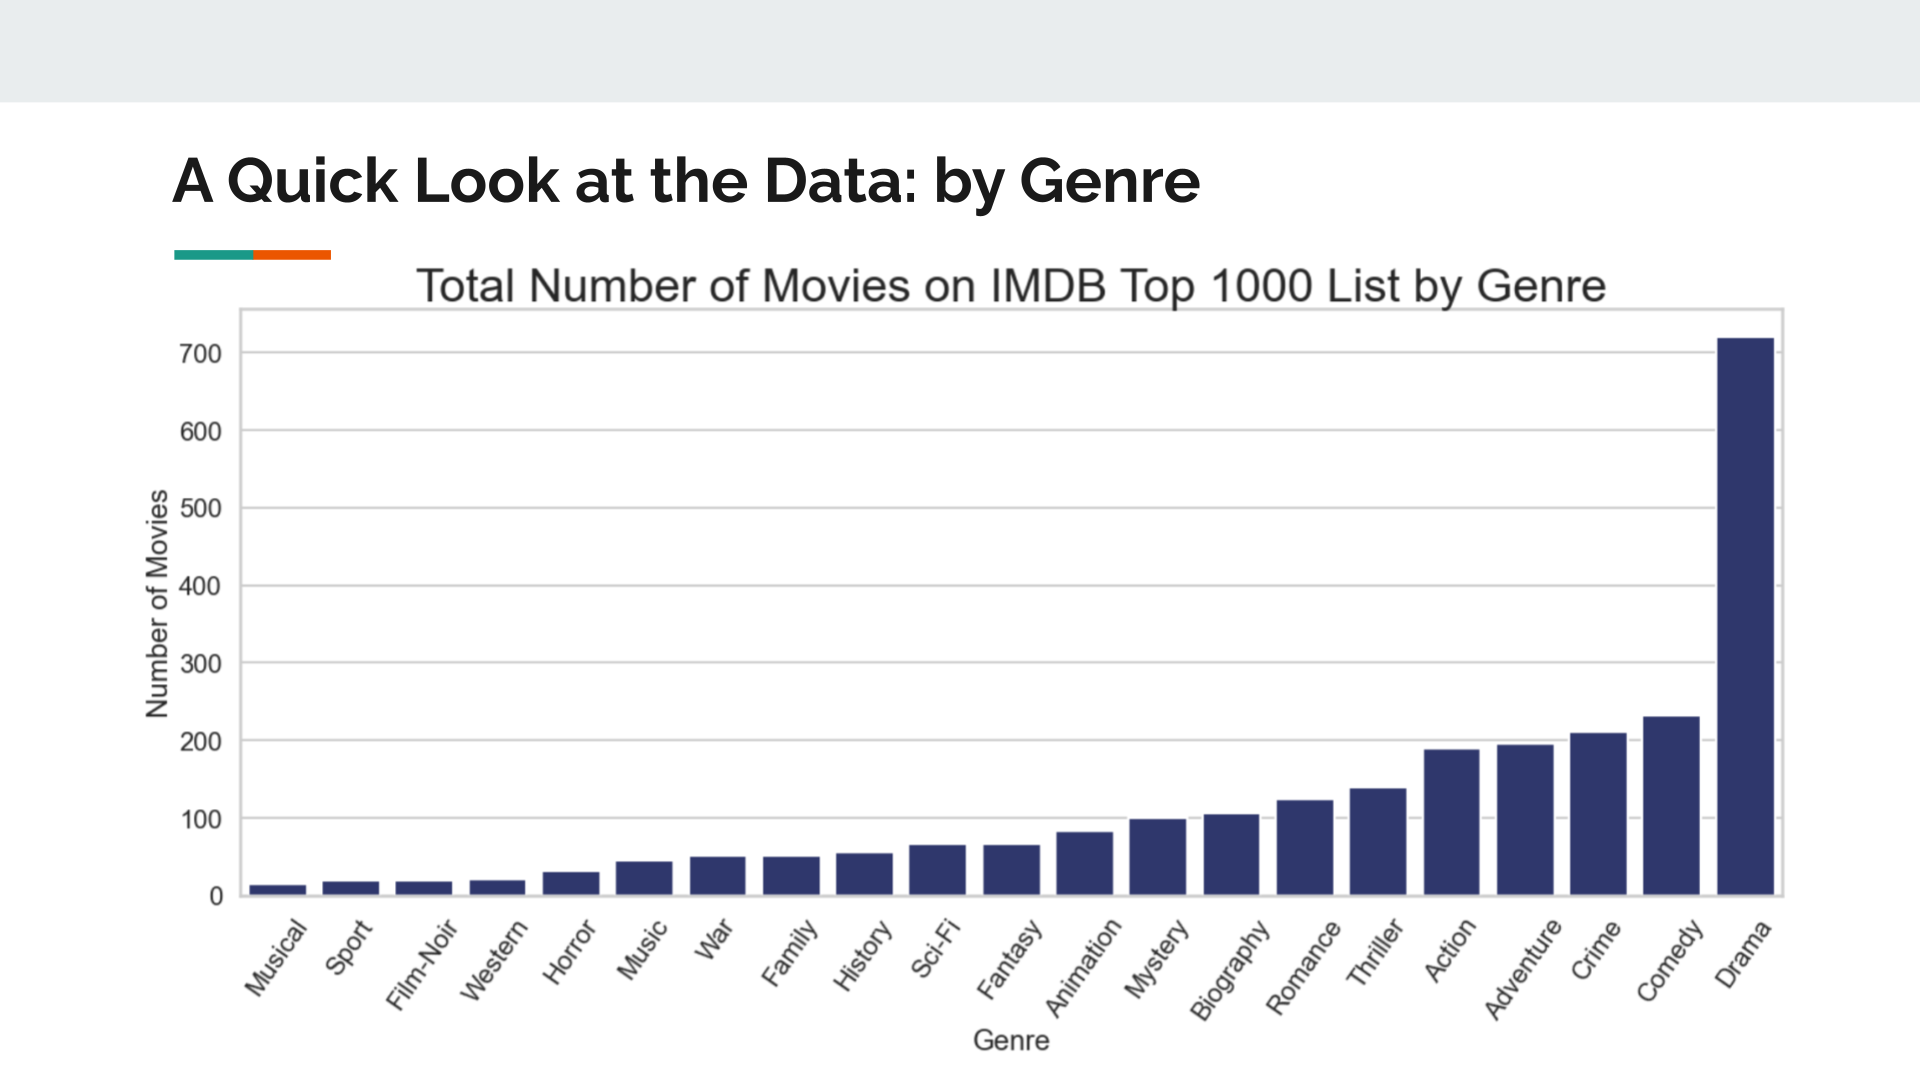 A Quick Look at the Data: by Genre
Total Number of Movies on IMDB Top 1000 List by Genre
Number of Movies
700
600
500
400
300
200
100
0
Musical
Sport
Film-Noir
Western
Horror
Music
War
Family
History
Sci-Fi
Fantasy
Animation
Mystery
Biography
Romance
Thriller
Action
Adventure
Crime
Comedy
Drama
Genre